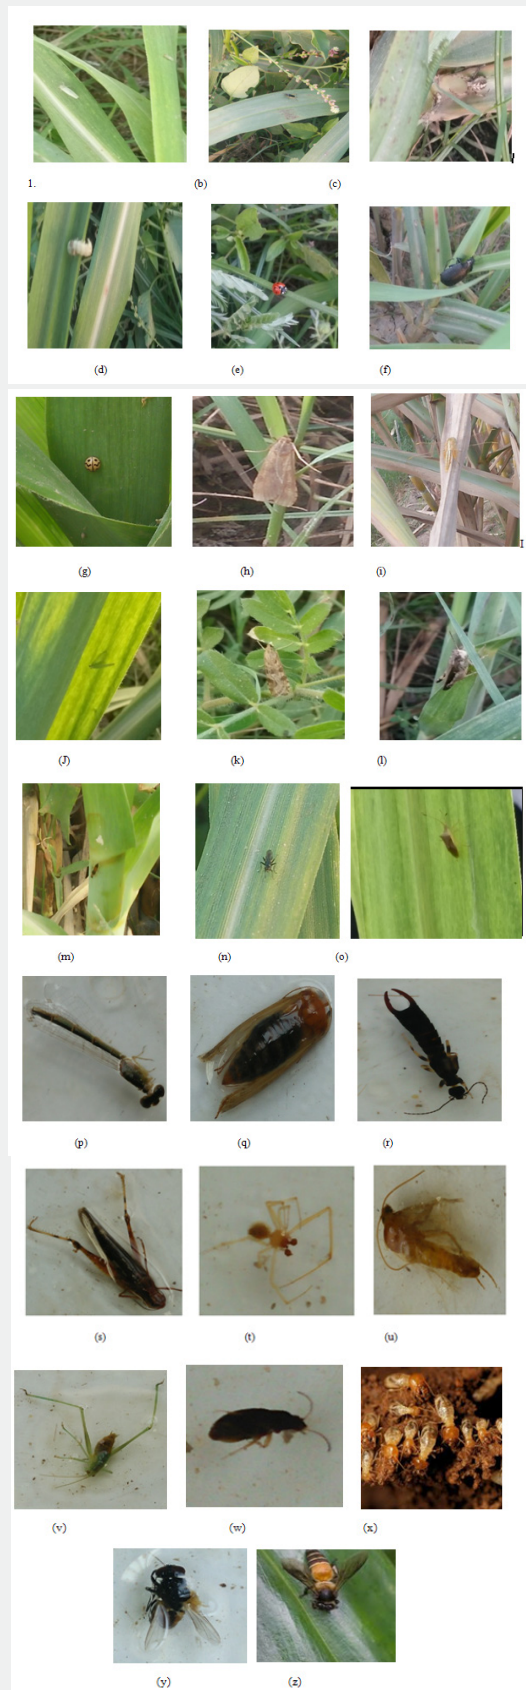 1. (b) (c)
(d) (e) (f)
(g) (h) (i)
(J) (k) (l)
(m) (n) (o)
(p) (q) (r)
(s) (t) (u)
(v) (w) (x)
(y) (z)